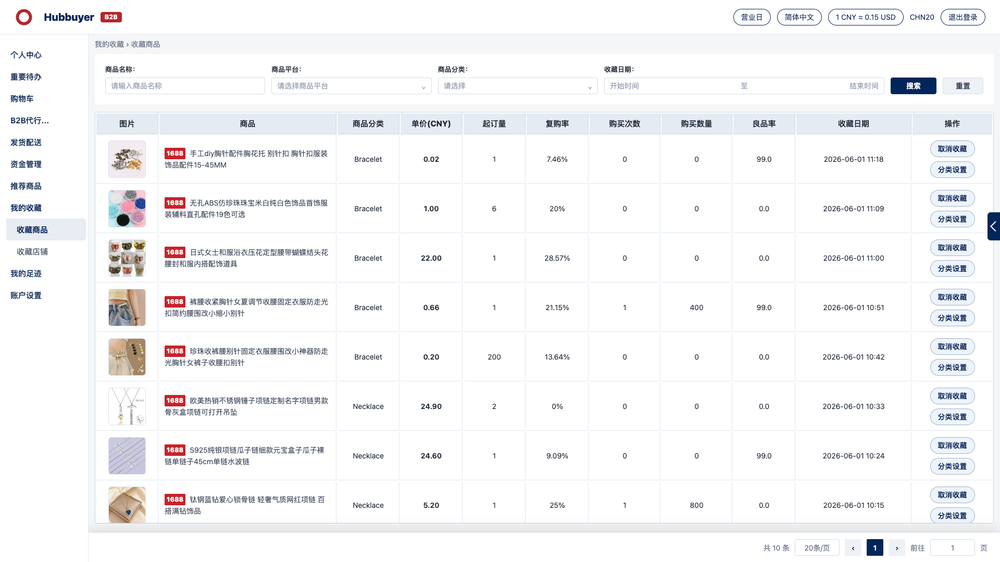 Hubbuyer B2B
营业日 简体中文 1 CNY ≈ 0.15 USD CHN20 退出登录
个人中心
重要待办
购物车
B2B代行...
发货配送
资金管理
推荐商品
我的收藏
收藏商品
收藏店铺
我的足迹
账户设置
我的收藏 › 收藏商品
商品名称: 商品平台: 商品分类: 收藏日期:
请输入商品名称 请选择商品平台 请选择 开始时间 至 结束时间 搜索 重置
图片 商品 商品分类 单价(CNY) 起订量 复购率 购买次数 购买数量 良品率 收藏日期 操作
1688 手工diy胸针配件胸花托 别针扣 胸针扣服装
饰品配件15-45MM
Bracelet 0.02 1 7.46% 0 0 99.0 2026-06-01 11:18
取消收藏
分类设置
1688 无孔ABS仿珍珠珠宝米白纯白色饰品首饰服
装辅料直孔配件19色可选
Bracelet 1.00 6 20% 0 0 0.0 2026-06-01 11:09
取消收藏
分类设置
1688 日式女士和服浴衣压花定型腰带蝴蝶结头花
腰封和服内搭配饰道具
Bracelet 22.00 1 28.57% 0 0 0.0 2026-06-01 11:00
取消收藏
分类设置
1688 裤腰收紧胸针女夏调节收腰固定衣服防走光
扣简约腰围改小缩小别针
Bracelet 0.66 1 21.15% 1 400 99.0 2026-06-01 10:51
取消收藏
分类设置
1688 珍珠收裤腰别针固定衣服腰围改小神器防走
光胸针女裤子收腰扣别针
Bracelet 0.20 200 13.64% 0 0 0.0 2026-06-01 10:42
取消收藏
分类设置
1688 欧美热销不锈钢锤子项链定制名字项链男款
骨灰盒项链可打开吊坠
Necklace 24.90 2 0% 0 0 0.0 2026-06-01 10:33
取消收藏
分类设置
1688 S925纯银项链瓜子链细款元宝盒子瓜子裸
链单链子45cm单链水波链
Necklace 24.60 1 9.09% 0 0 99.0 2026-06-01 10:24
取消收藏
分类设置
1688 钛钢蓝钻爱心锁骨链 轻奢气质网红项链 百
搭满钻饰品
Necklace 5.20 1 25% 1 800 0.0 2026-06-01 10:15
取消收藏
分类设置
共 10 条 20条/页 ‹ 1 › 前往 1 页